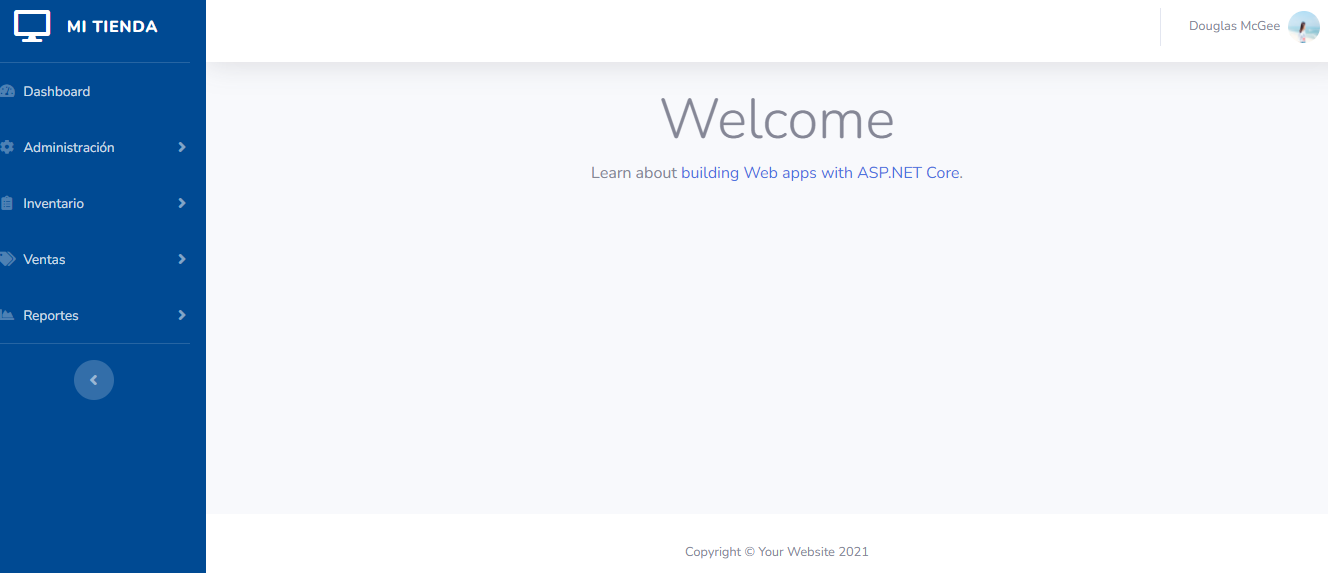 MI TIENDA
Douglas McGee
Dashboard
Administración
Inventario
Ventas
Reportes
Welcome
Learn about building Web apps with ASP.NET Core.
Copyright © Your Website 2021